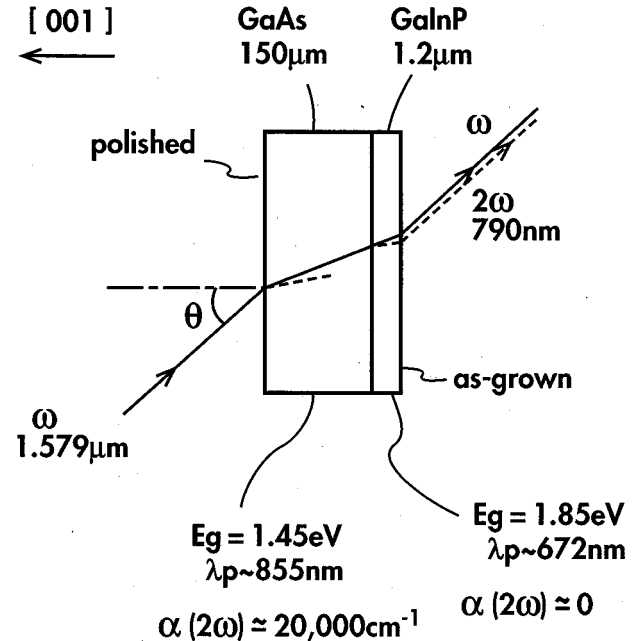 [ 001 ]
GaAs
150μm
GaInP
1.2μm
polished
ω
2ω
790nm
θ
as-grown
ω
1.579μm
Eg = 1.45eV
λp~855nm
α (2ω) ≃ 20,000cm⁻¹
Eg = 1.85eV
λp~672nm
α (2ω) ≃ 0